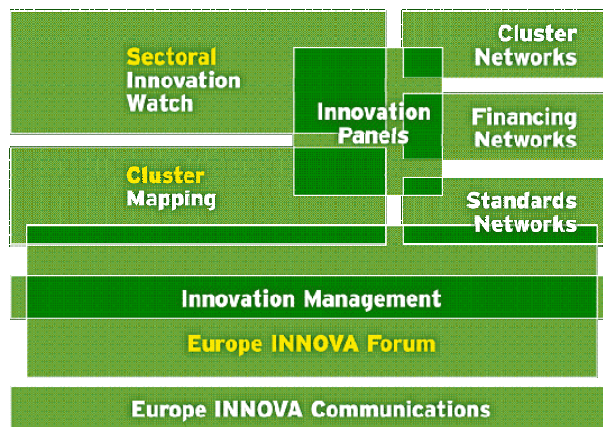 Sectoral
Innovation
Watch
Cluster
Networks
Innovation
Panels
Financing
Networks
Cluster
Mapping
Standards
Networks
Innovation Management
Europe INNOVA Forum
Europe INNOVA Communications